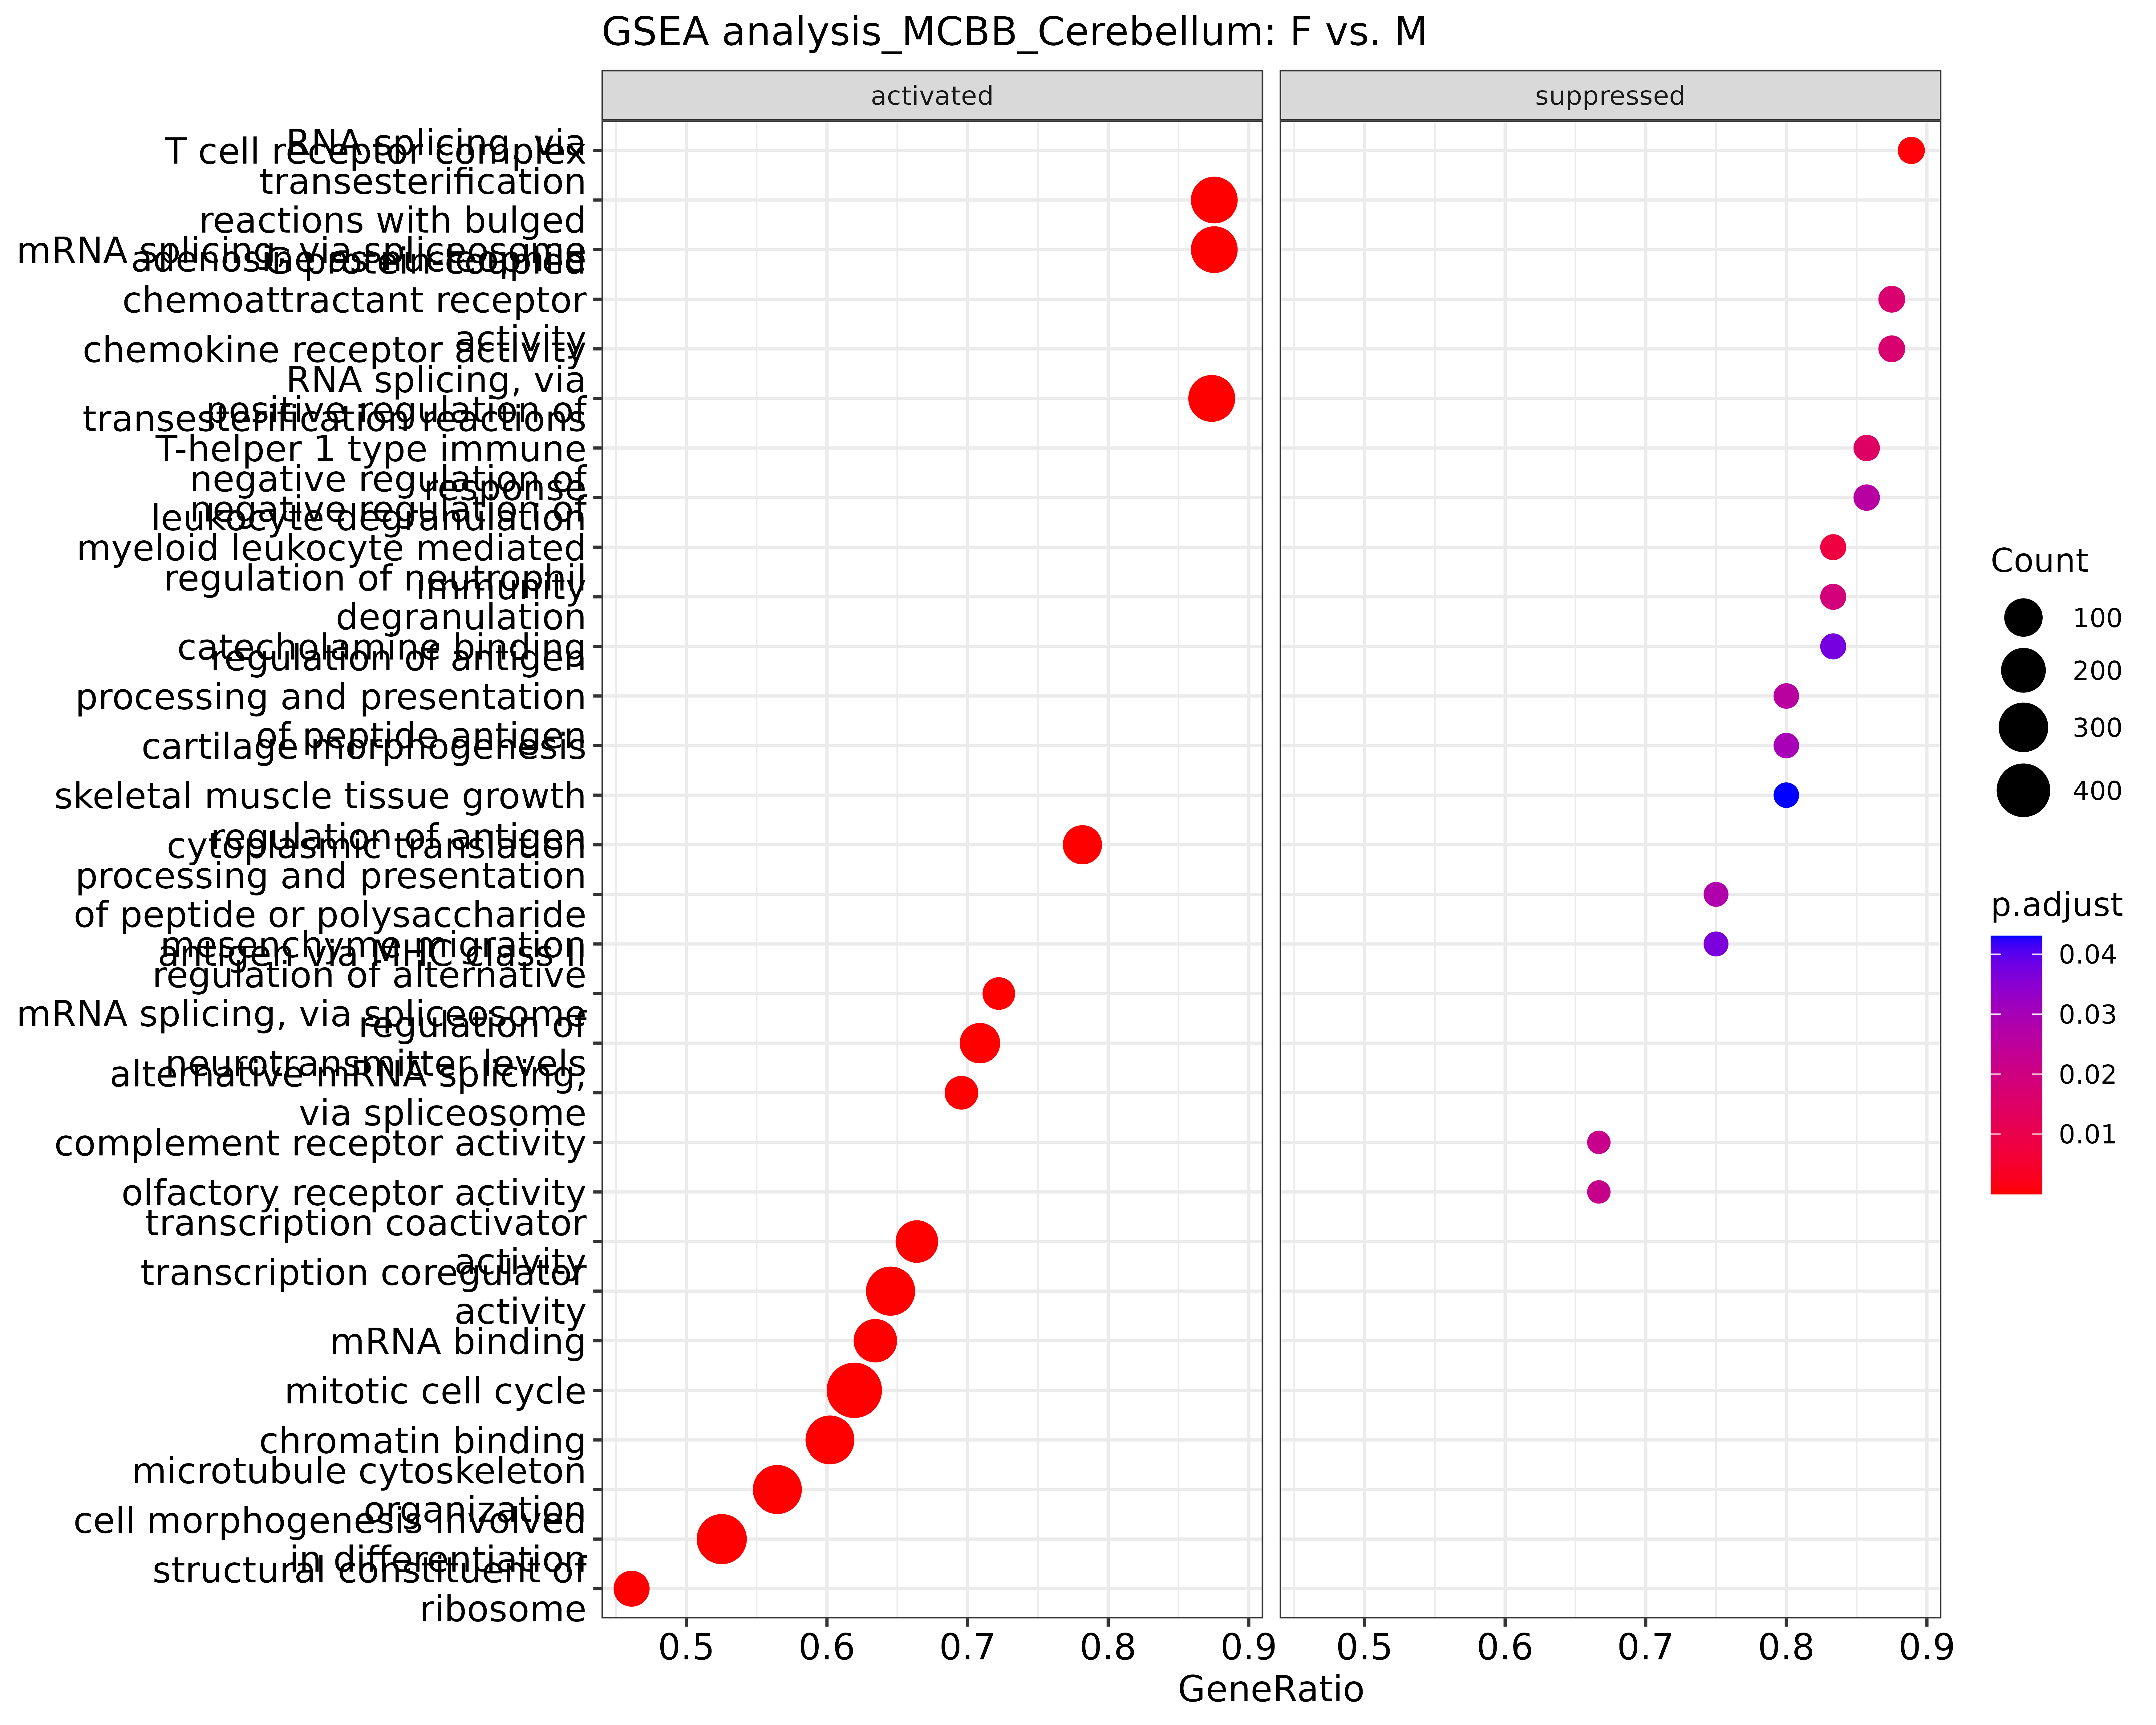 GSEA analysis_MCBB_Cerebellum: F vs. M
activated
suppressed
RNA splicing, via
T cell receptor complex
transesterification
reactions with bulged
mRNA splicing, via spliceosome
adenosine as nucleophile
G protein-coupled
chemoattractant receptor
activity
chemokine receptor activity
RNA splicing, via
transesterification reactions
positive regulation of
T-helper 1 type immune
response
negative regulation of
leukocyte degranulation
negative regulation of
myeloid leukocyte mediated
immunity
regulation of neutrophil
degranulation
catecholamine binding
regulation of antigen
processing and presentation
of peptide antigen
cartilage morphogenesis
skeletal muscle tissue growth
cytoplasmic translation
regulation of antigen
processing and presentation
of peptide or polysaccharide
antigen via MHC class II
mesenchyme migration
regulation of alternative
mRNA splicing, via spliceosome
regulation of
neurotransmitter levels
alternative mRNA splicing,
via spliceosome
complement receptor activity
olfactory receptor activity
transcription coactivator
activity
transcription coregulator
activity
mRNA binding
mitotic cell cycle
chromatin binding
microtubule cytoskeleton
organization
cell morphogenesis involved
in differentiation
structural constituent of
ribosome
0.5 0.6 0.7 0.8 0.9
0.5 0.6 0.7 0.8 0.9
GeneRatio
Count
100
200
300
400
p.adjust
0.04
0.03
0.02
0.01